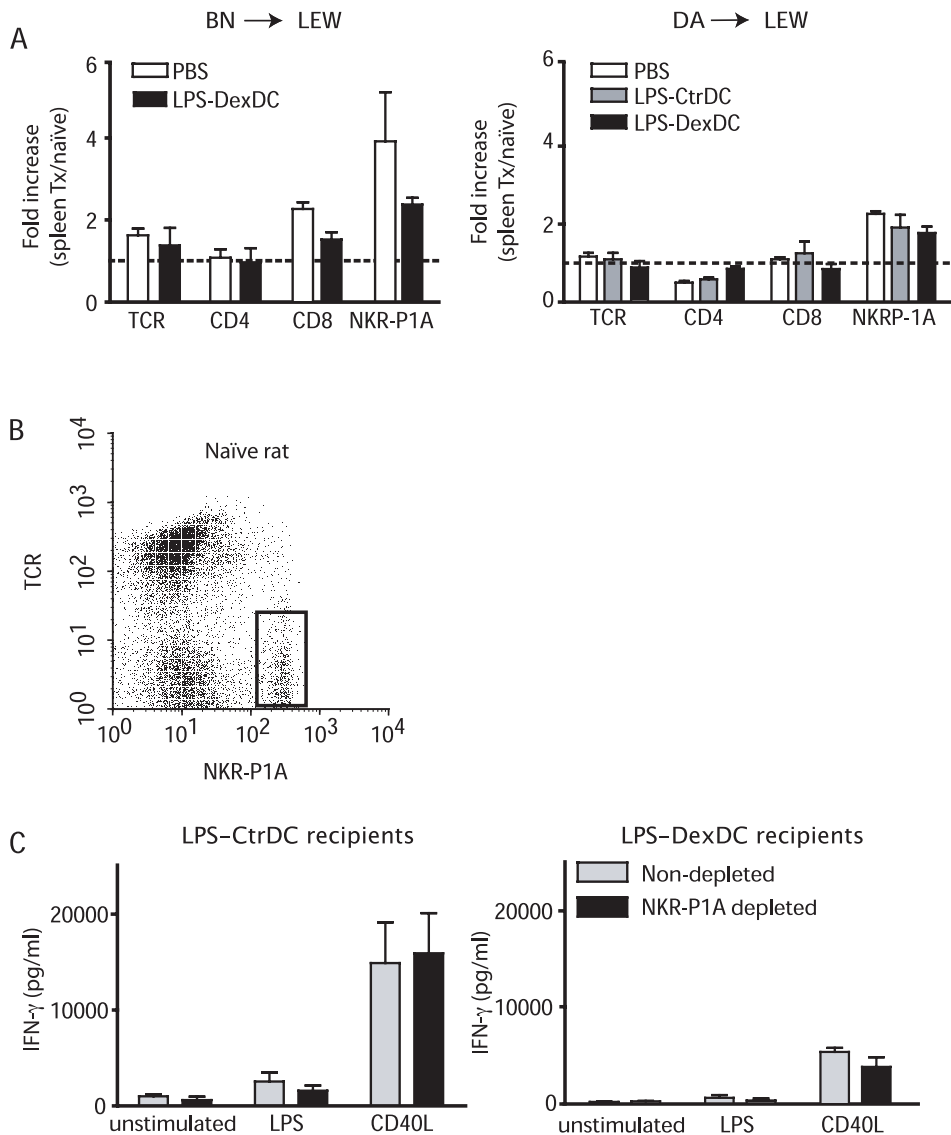 A
BN → LEW
DA → LEW
Fold increase
(spleen Tx/naïve)
6
4
2
1
0
PBS
LPS-DexDC
TCR CD4 CD8 NKR-P1A
Fold increase
(spleen Tx/naïve)
6
4
2
1
0
PBS
LPS-CtrDC
LPS-DexDC
TCR CD4 CD8 NKRP-1A
B
Naïve rat
TCR
10⁴
10³
10²
10¹
10⁰
10⁰ 10¹ 10² 10³ 10⁴
NKR-P1A
C
LPS–CtrDC recipients
IFN-γ (pg/ml)
20000
10000
0
unstimulated LPS CD40L
LPS–DexDC recipients
Non-depleted
NKR-P1A depleted
IFN-γ (pg/ml)
20000
10000
0
unstimulated LPS CD40L